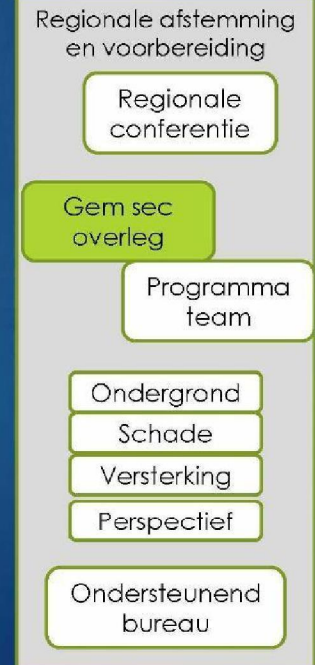 Regionale afstemming
en voorbereiding
Regionale
conferentie
Gem sec
overleg
Programma
team
Ondergrond
Schade
Versterking
Perspectief
Ondersteunend
bureau